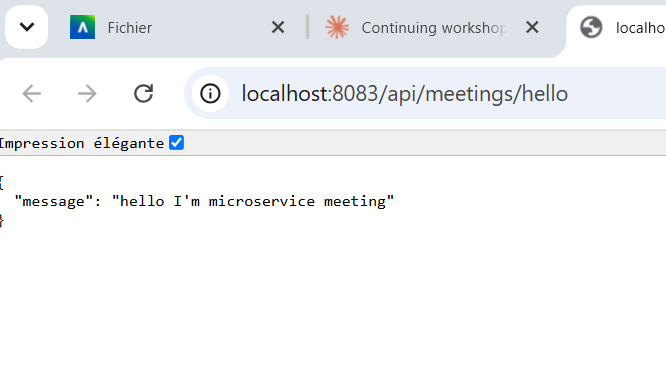 Fichier
Continuing workshop
localho
localhost:8083/api/meetings/hello
Impression élégante
{
"message": "hello I'm microservice meeting"
}